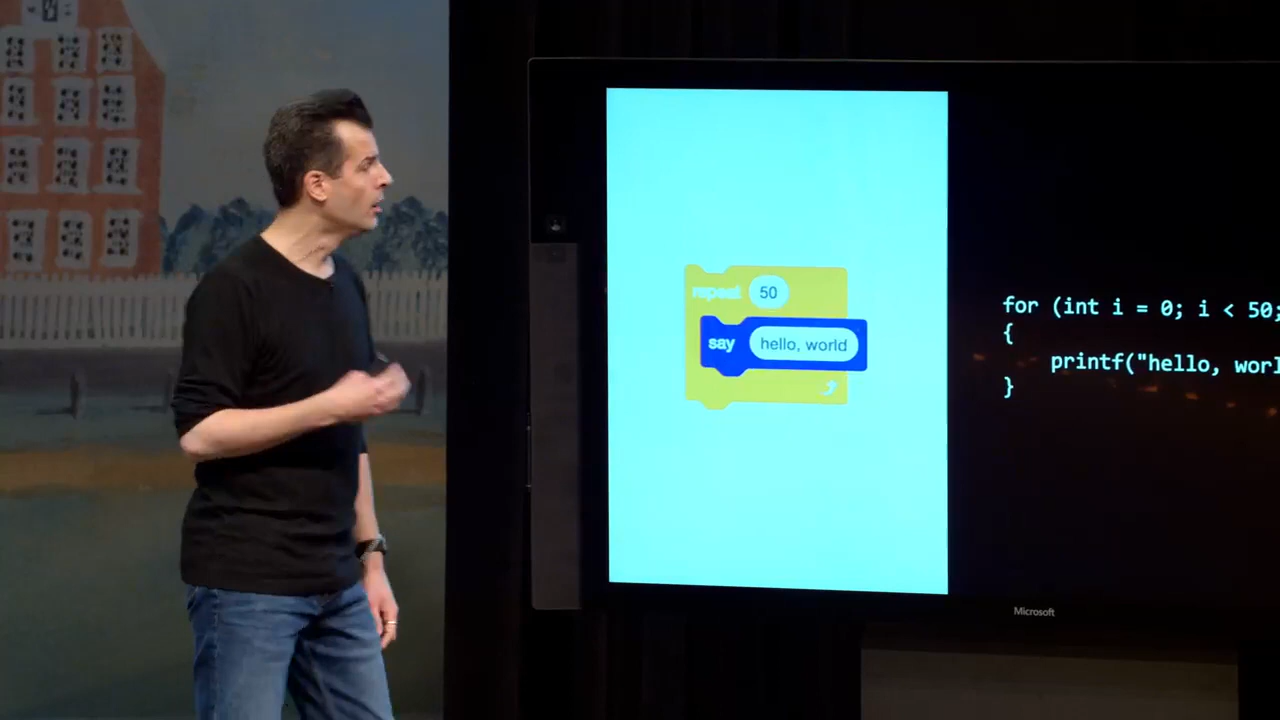 repeat 50
say hello, world
for (int i = 0; i < 50;
{
printf("hello, worl
}
Microsoft